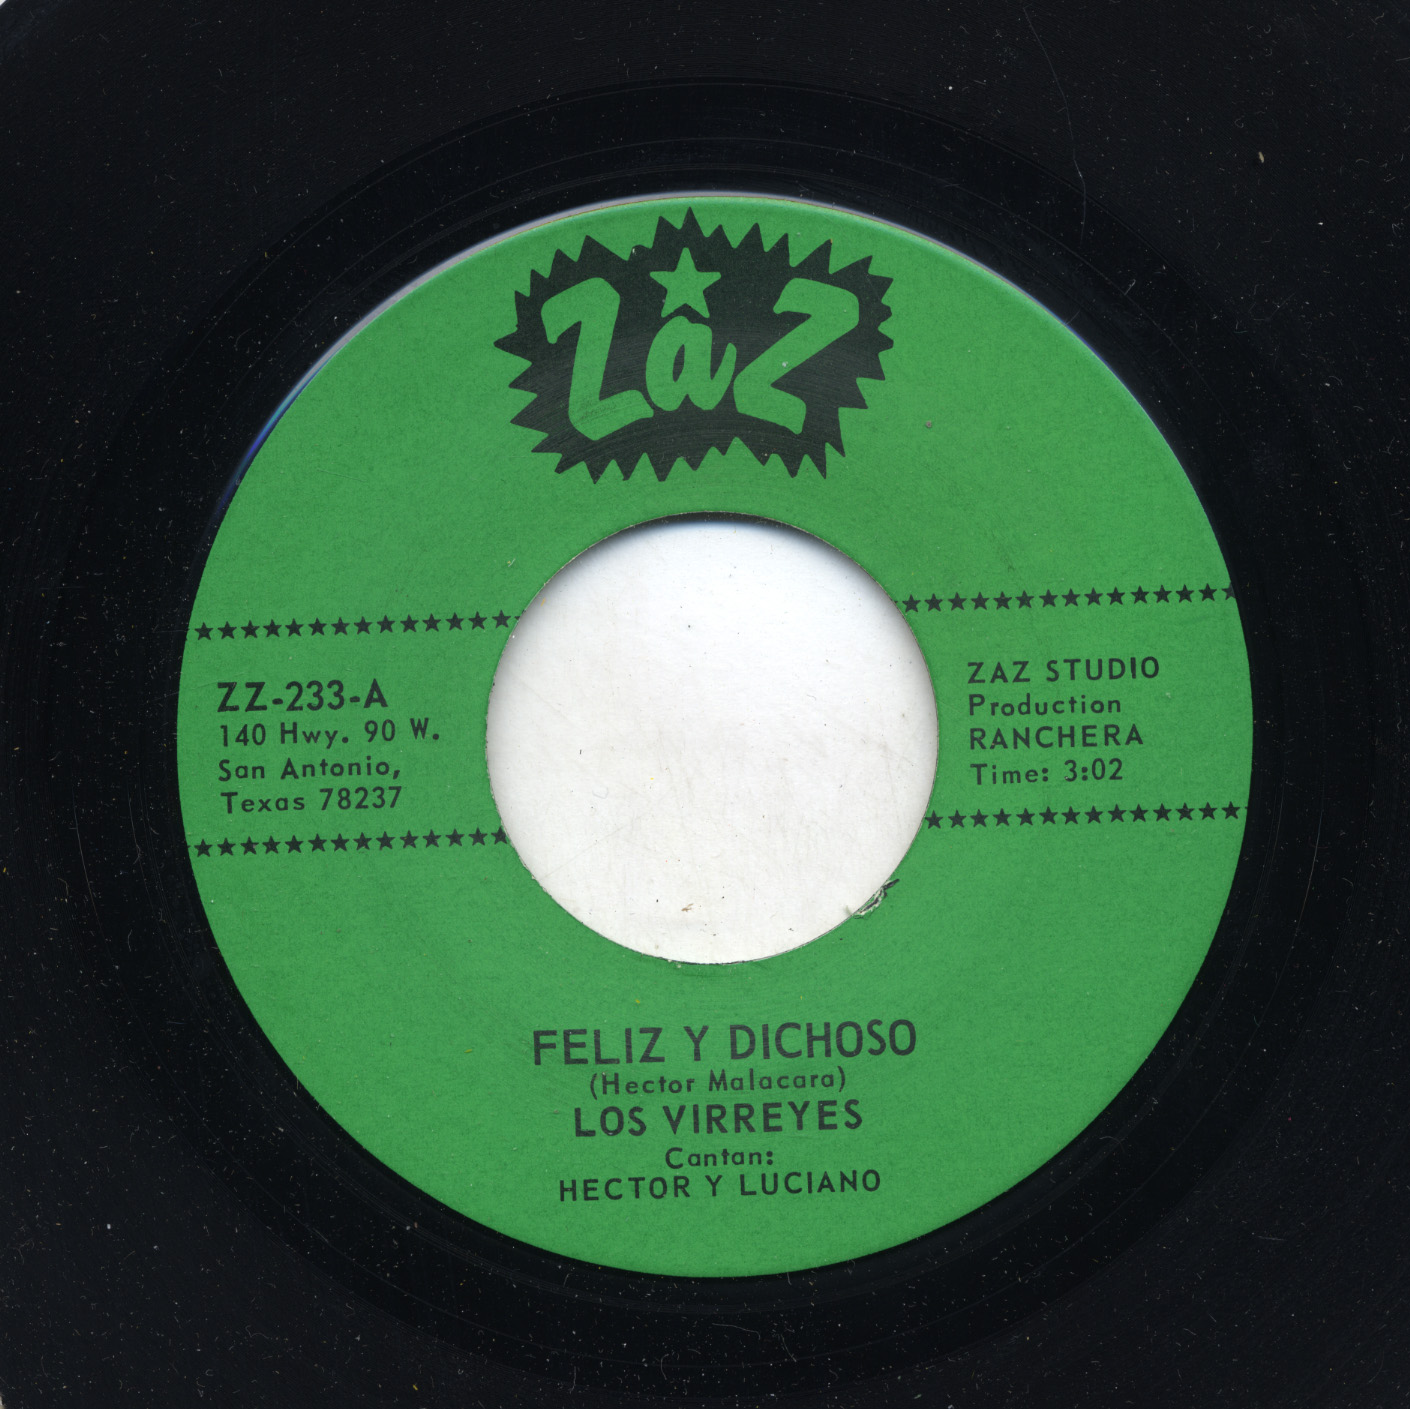 ZaZ
ZZ-233-A
140 Hwy. 90 W.
San Antonio,
Texas 78237
ZAZ STUDIO
Production
RANCHERA
Time: 3:02
FELIZ Y DICHOSO
(Hector Malacara)
LOS VIRREYES
Cantan:
HECTOR Y LUCIANO